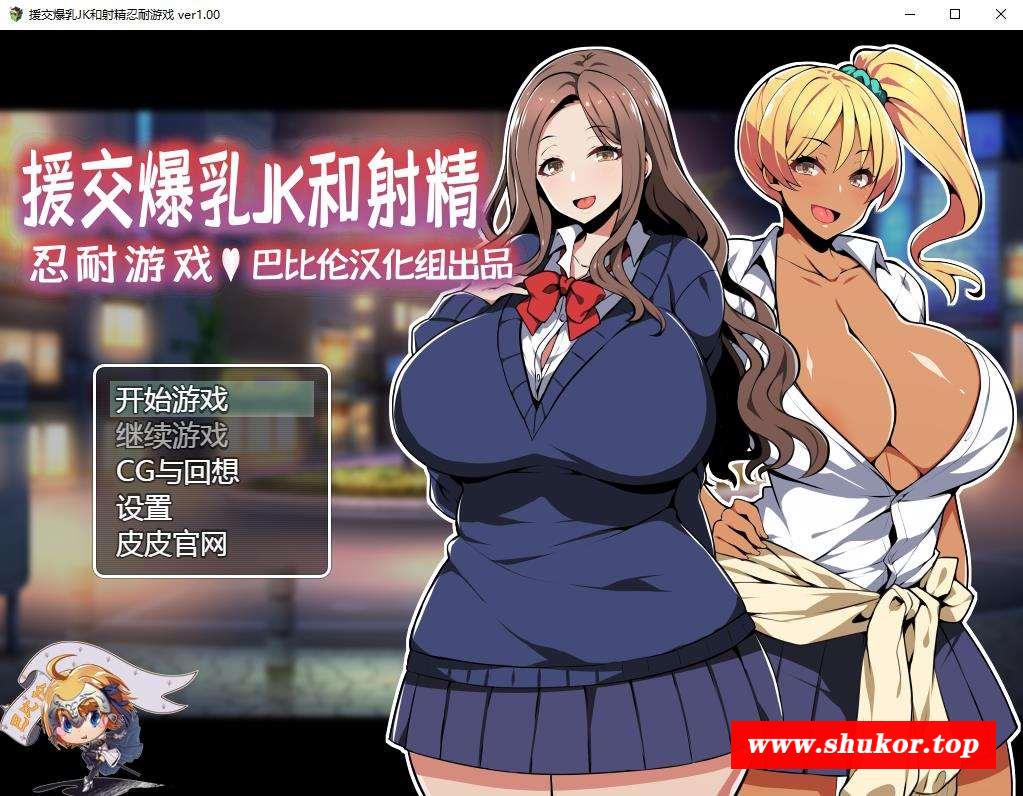 援交爆乳JK和射精忍耐游戏 ver1.00
援交爆乳JK和射精
忍耐游戏♥巴比伦汉化组出品
开始游戏
继续游戏
CG与回想
设置
皮皮官网
巴比伦
www.shukor.top